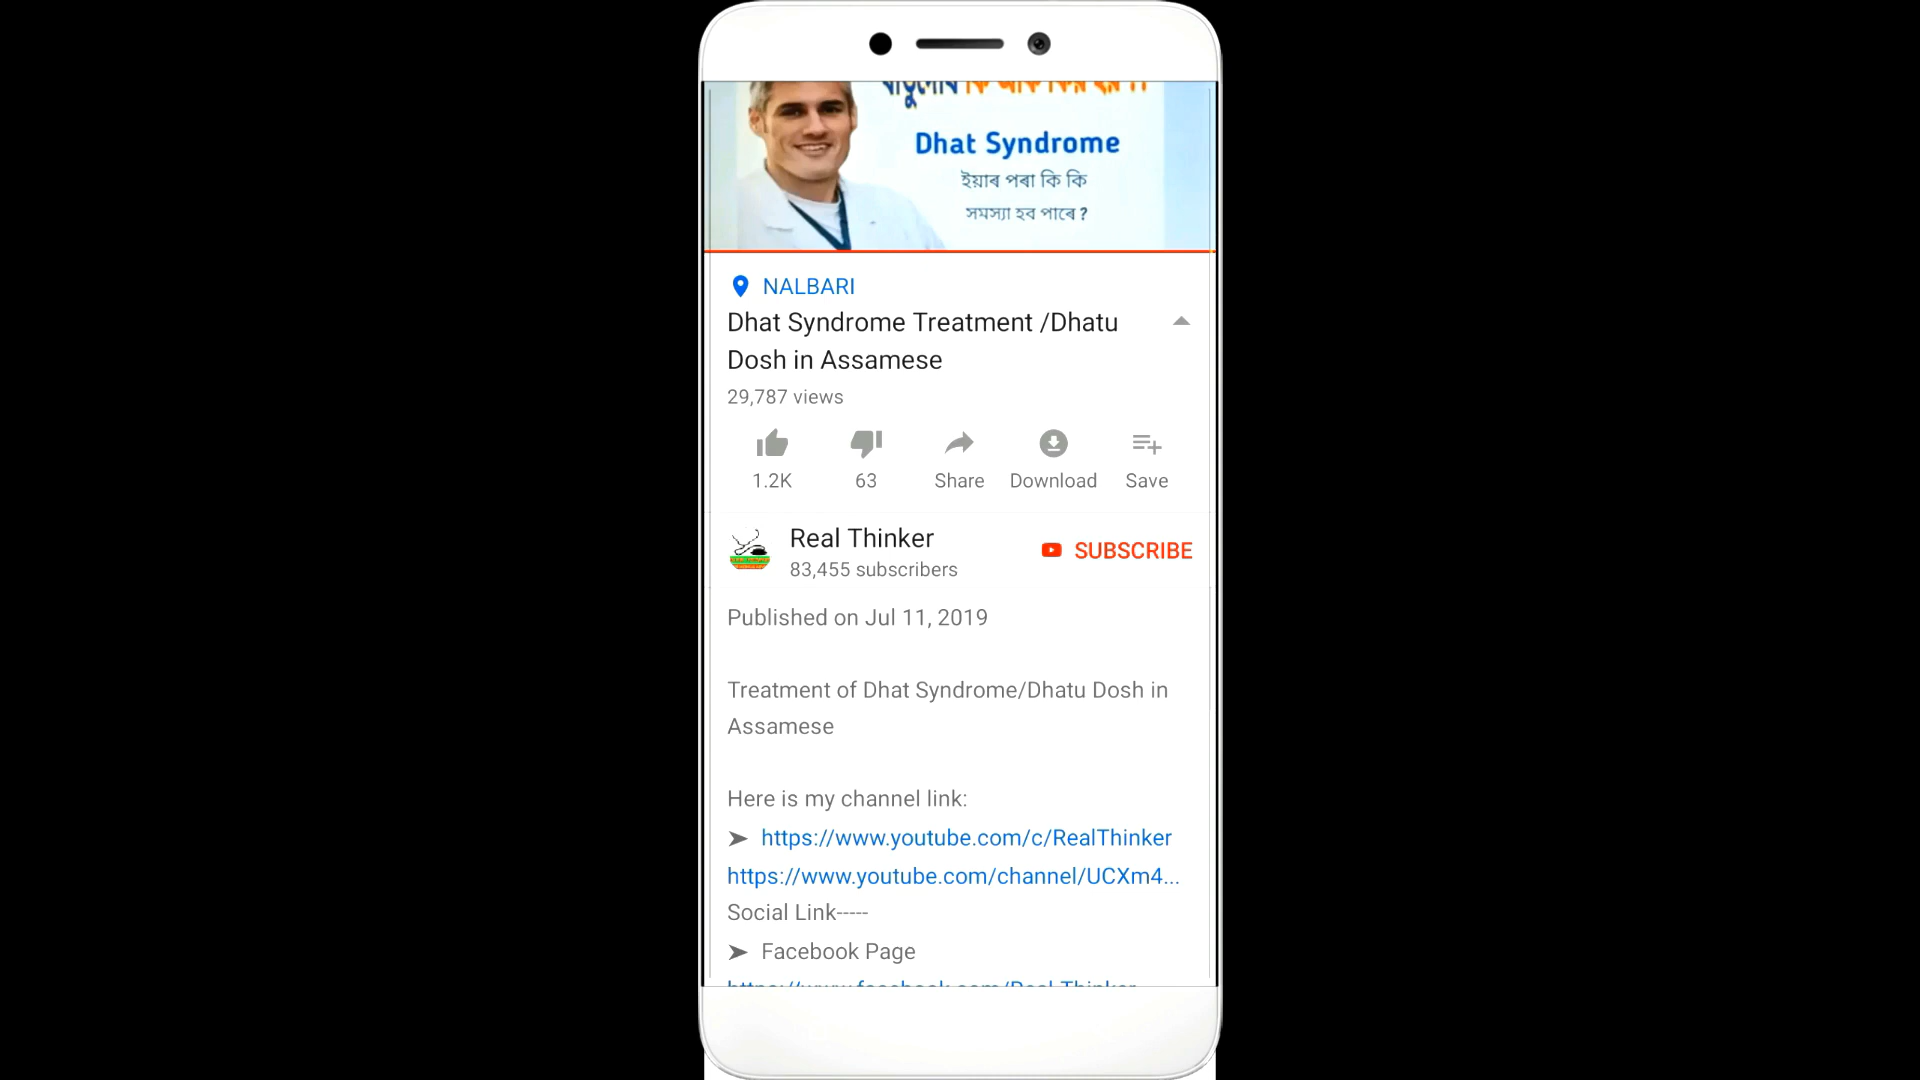 Dhat Syndrome
ইয়াৰ পৰা কি কি
সমস্যা হব পাৰে ?
NALBARI
Dhat Syndrome Treatment /Dhatu
Dosh in Assamese
29,787 views
1.2K 63 Share Download Save
Real Thinker
SUBSCRIBE
83,455 subscribers
Published on Jul 11, 2019
Treatment of Dhat Syndrome/Dhatu Dosh in
Assamese
Here is my channel link:
➤ https://www.youtube.com/c/RealThinker
https://www.youtube.com/channel/UCXm4...
Social Link-----
➤ Facebook Page